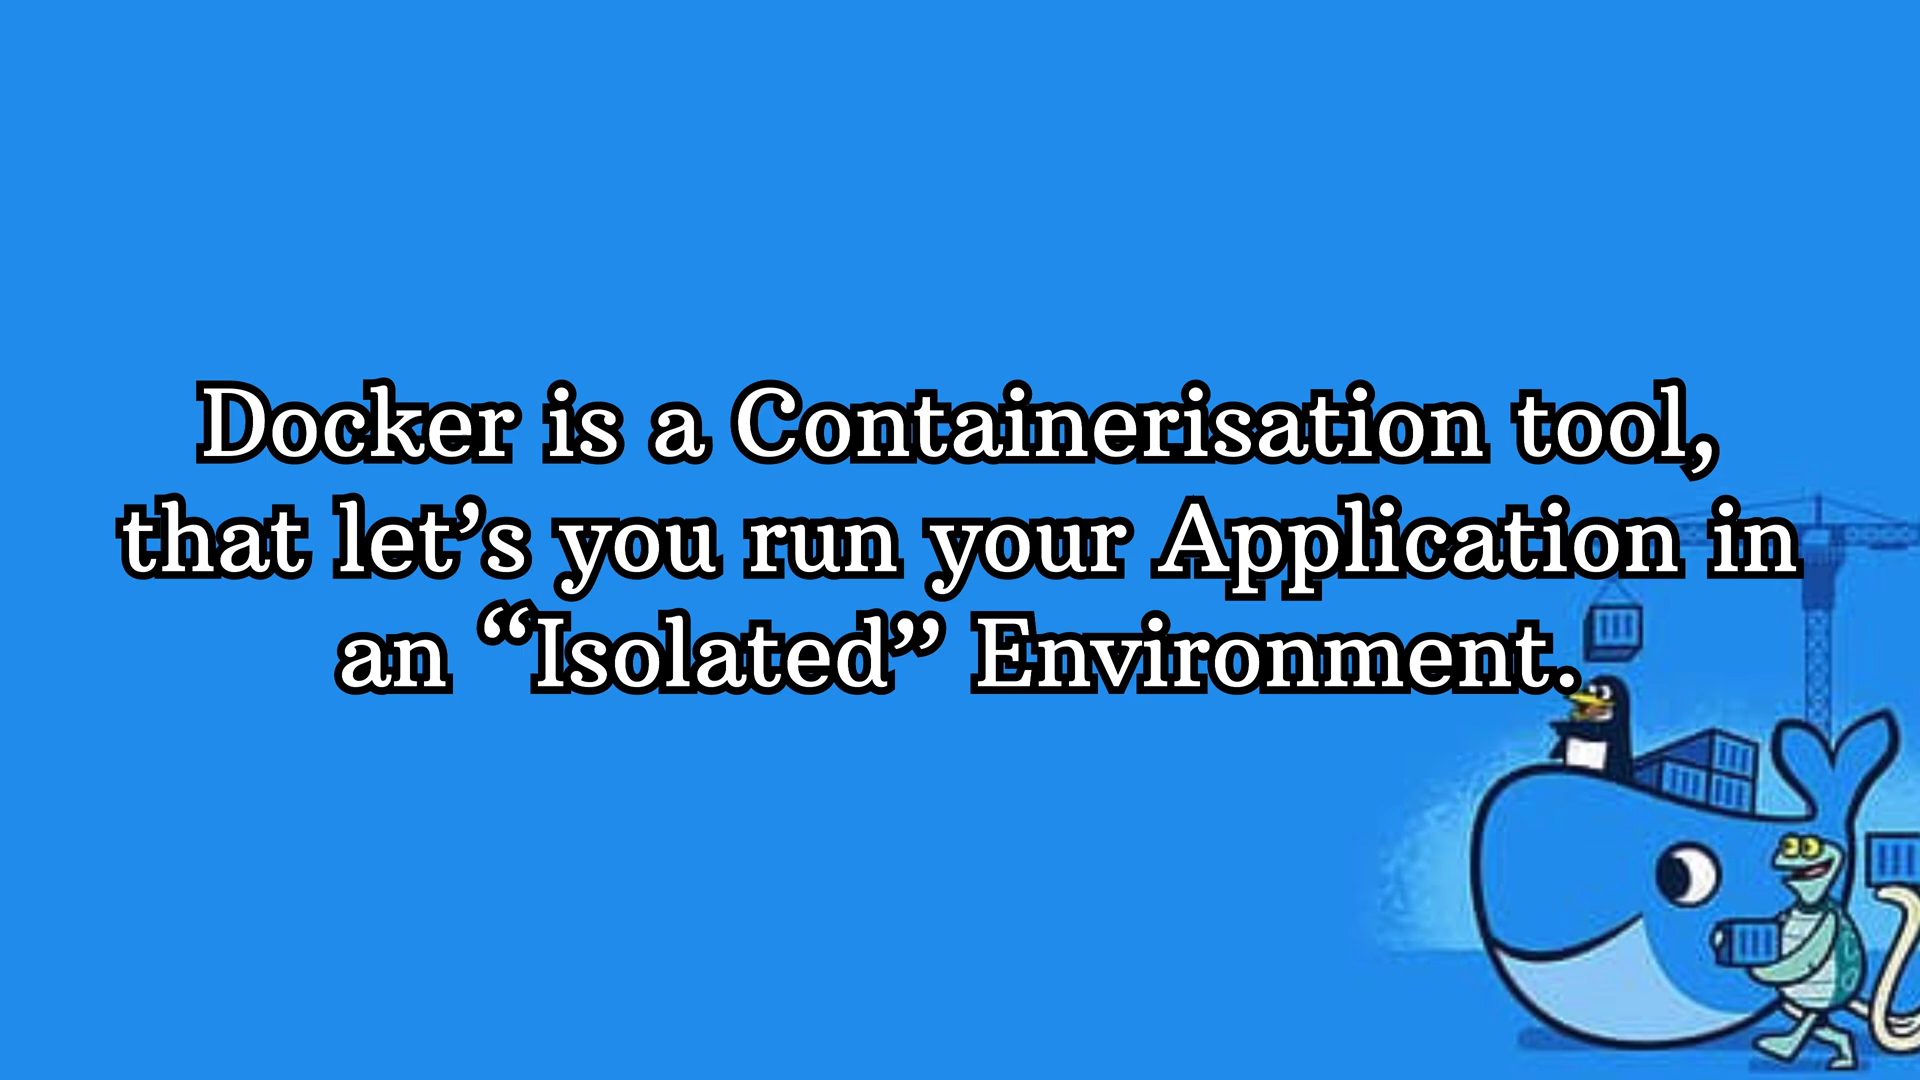 Docker is a Containerisation tool,
that let’s you run your Application in
an “Isolated” Environment.